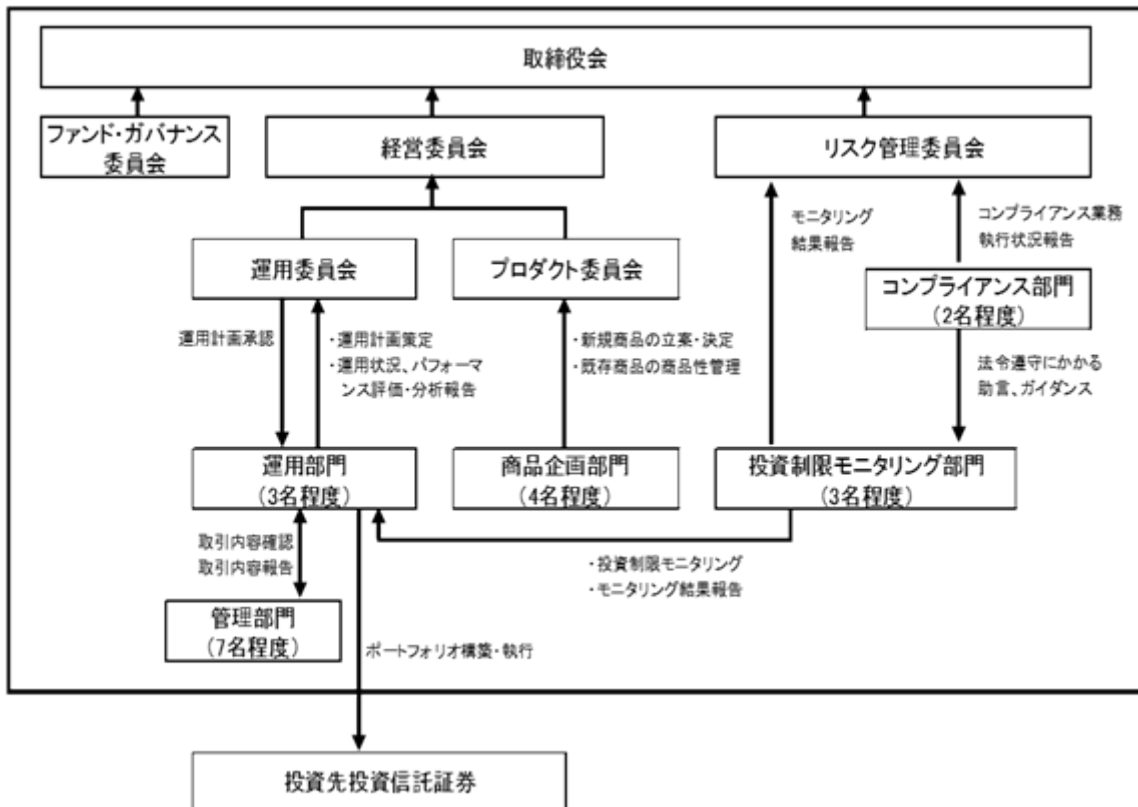 取締役会
ファンド・ガバナンス
委員会
経営委員会
リスク管理委員会
モニタリング
結果報告
コンプライアンス業務
執行状況報告
運用委員会
プロダクト委員会
コンプライアンス部門
(2名程度)
運用計画承認
・運用計画策定
・運用状況、パフォーマ
ンス評価・分析報告
・新規商品の立案・決定
・既存商品の商品性管理
法令遵守にかかる
助言、ガイダンス
運用部門
(3名程度)
商品企画部門
(4名程度)
投資制限モニタリング部門
(3名程度)
取引内容確認
取引内容報告
・投資制限モニタリング
・モニタリング結果報告
管理部門
(7名程度)
ポートフォリオ構築・執行
投資先投資信託証券